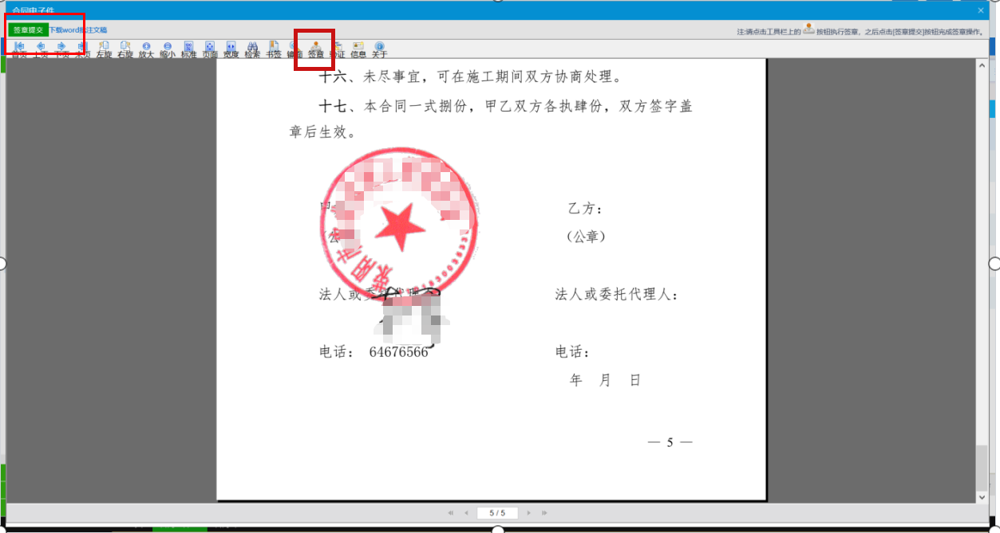 合同电子件
签章提交 下载word批注文稿
注:请点击工具栏上的 按钮执行签章，之后点击[签章提交]按钮完成签章操作。
首页 上页 下页 末页 左旋 右旋 放大 缩小 标准 页面 宽度 检索 书签 签章 验证 信息 关于
十六、未尽事宜，可在施工期间双方协商处理。
十七、本合同一式捌份，甲乙双方各执肆份，双方签字盖
章后生效。
甲 乙方：
（公 （公章）
荥阳市
法人或委托代理人 法人或委托代理人：
电话： 64676566 电话：
年 月 日
— 5 —
5 / 5